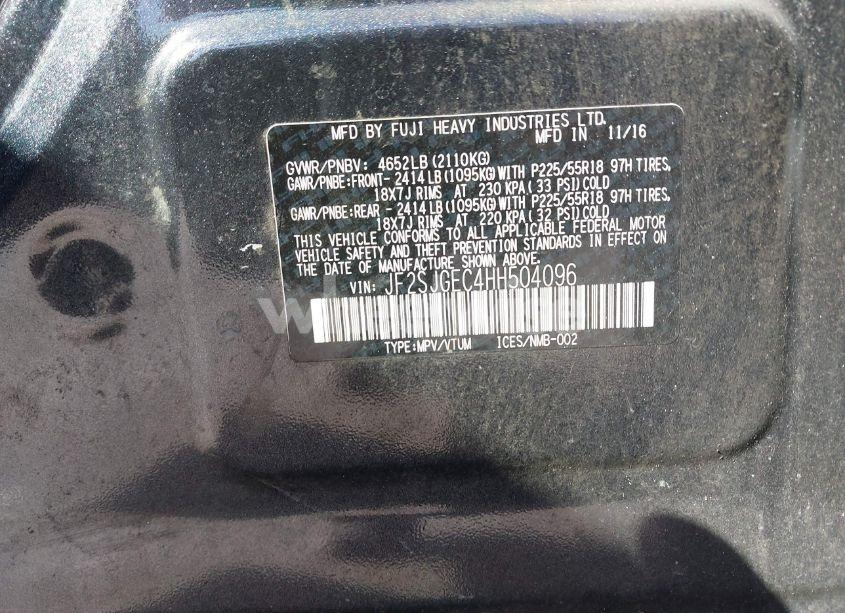 MFD BY FUJI HEAVY INDUSTRIES LTD.
MFD IN 11/16
GVWR/PNBV: 4652LB(2110KG)
GAWR/PNBE:FRONT-2414LB(1095KG)WITH P225/55R18 97H TIRES,
18X7J RIMS AT 230 KPA(33 PSI)COLD
GAWR/PNBE:REAR -2414LB(1095KG)WITH P225/55R18 97H TIRES,
18X7J RIMS AT 220 KPA(32 PSI)COLD
THIS VEHICLE CONFORMS TO ALL APPLICABLE FEDERAL MOTOR
VEHICLE SAFETY AND THEFT PREVENTION STANDARDS IN EFFECT ON
THE DATE OF MANUFACTURE SHOWN ABOVE.
VIN: JF2SJGEC4HH504096
TYPE:MPV/VTUM ICES/NMB-002